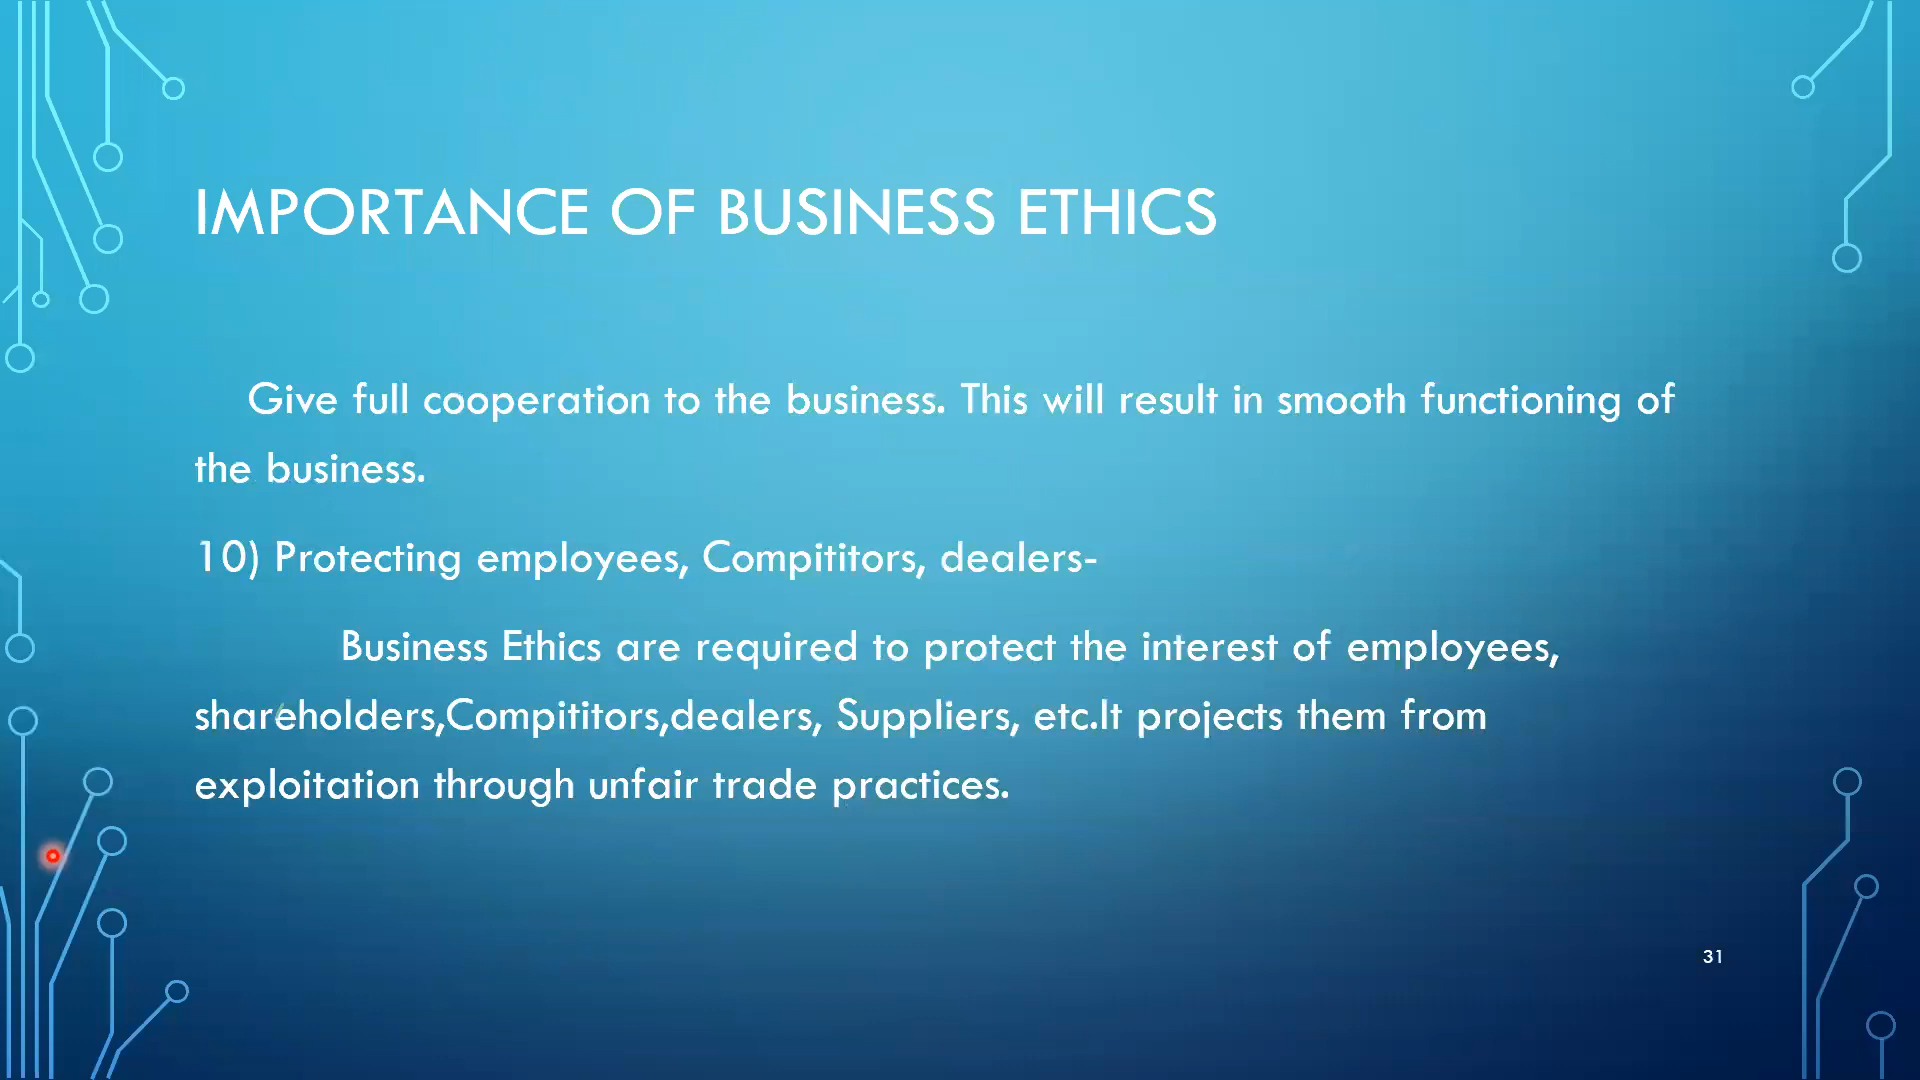 IMPORTANCE OF BUSINESS ETHICS
Give full cooperation to the business. This will result in smooth functioning of
the business.
10) Protecting employees, Compititors, dealers-
Business Ethics are required to protect the interest of employees,
shareholders,Compititors,dealers, Suppliers, etc.It projects them from
exploitation through unfair trade practices.
31